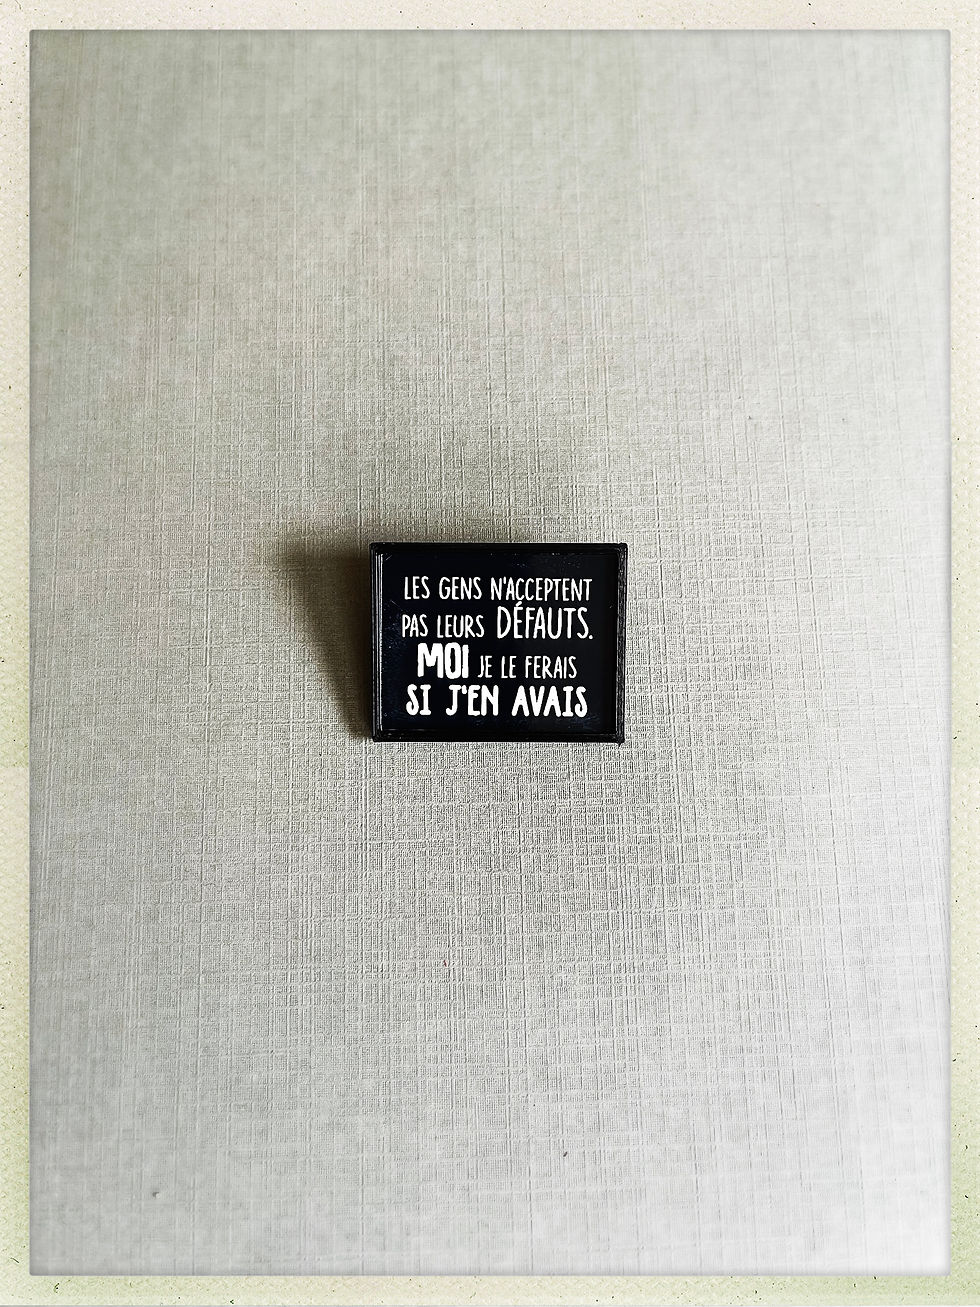 LES GENS N'ACCEPTENT
PAS LEURS DÉFAUTS.
MOI JE LE FERAIS
SI J'EN AVAIS